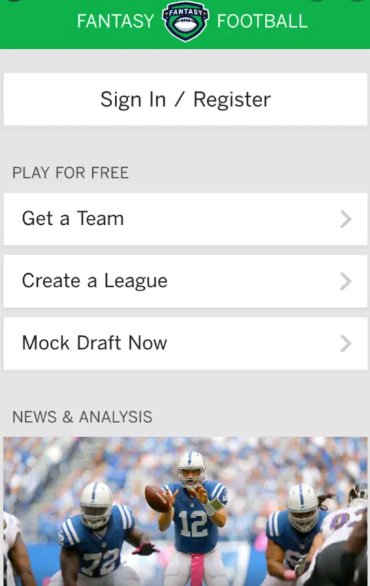 FANTASY FANTASY FOOTBALL
Sign In / Register
PLAY FOR FREE
Get a Team
Create a League
Mock Draft Now
NEWS & ANALYSIS
12
72